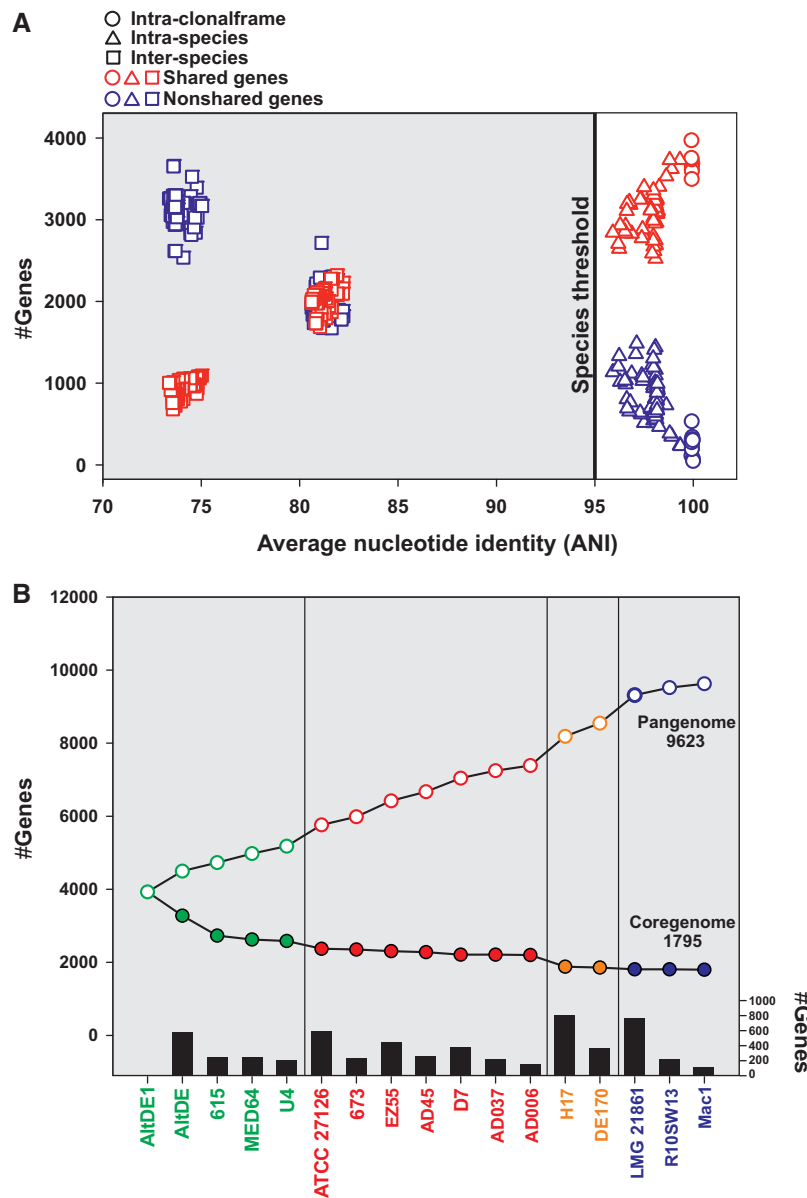 A
Intra-clonalframe
Intra-species
Inter-species
Shared genes
Nonshared genes
#Genes
4000
3000
2000
1000
0
Species threshold
70
75
80
85
90
95
100
Average nucleotide identity (ANI)
B
#Genes
12000
10000
8000
6000
4000
2000
0
Pangenome
9623
Coregenome
1795
#Genes
1000
800
600
400
200
0
AltDE1
AltDE
615
MED64
U4
ATCC 27126
673
EZ55
AD45
D7
AD037
AD006
H17
DE170
LMG 21861
R10SW13
Mac1